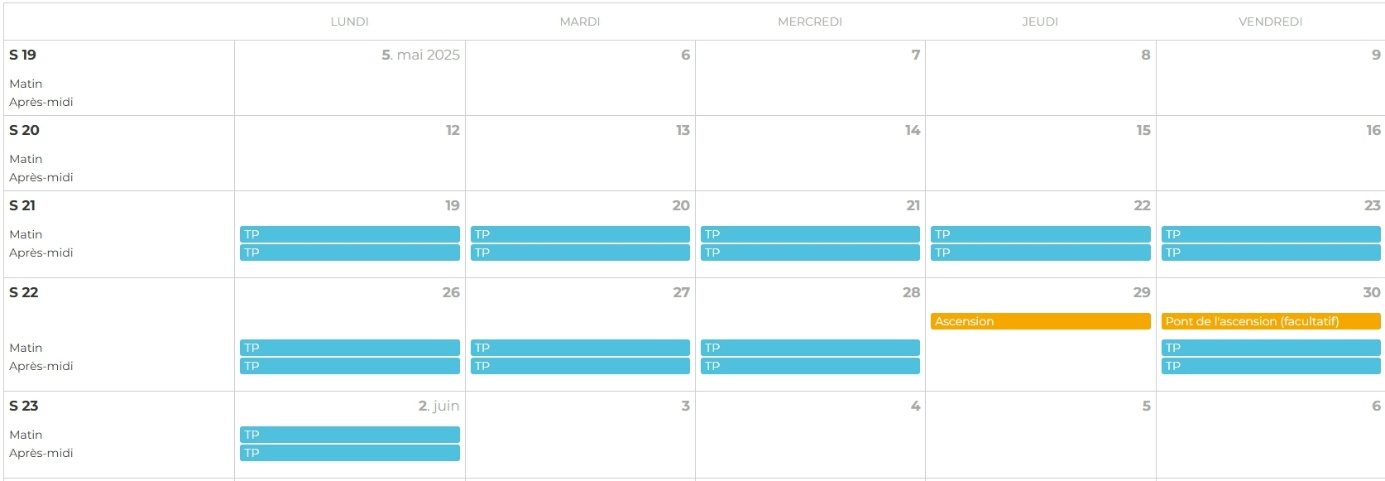 LUNDI MARDI MERCREDI JEUDI VENDREDI
S 19 5. mai 2025 6 7 8 9
Matin
Après-midi
S 20 12 13 14 15 16
Matin
Après-midi
S 21 19 20 21 22 23
Matin TP TP TP TP TP
Après-midi TP TP TP TP TP
S 22 26 27 28 29 30
Ascension Pont de l'ascension (facultatif)
Matin TP TP TP TP
Après-midi TP TP TP TP
S 23 2. juin 3 4 5 6
Matin TP
Après-midi TP